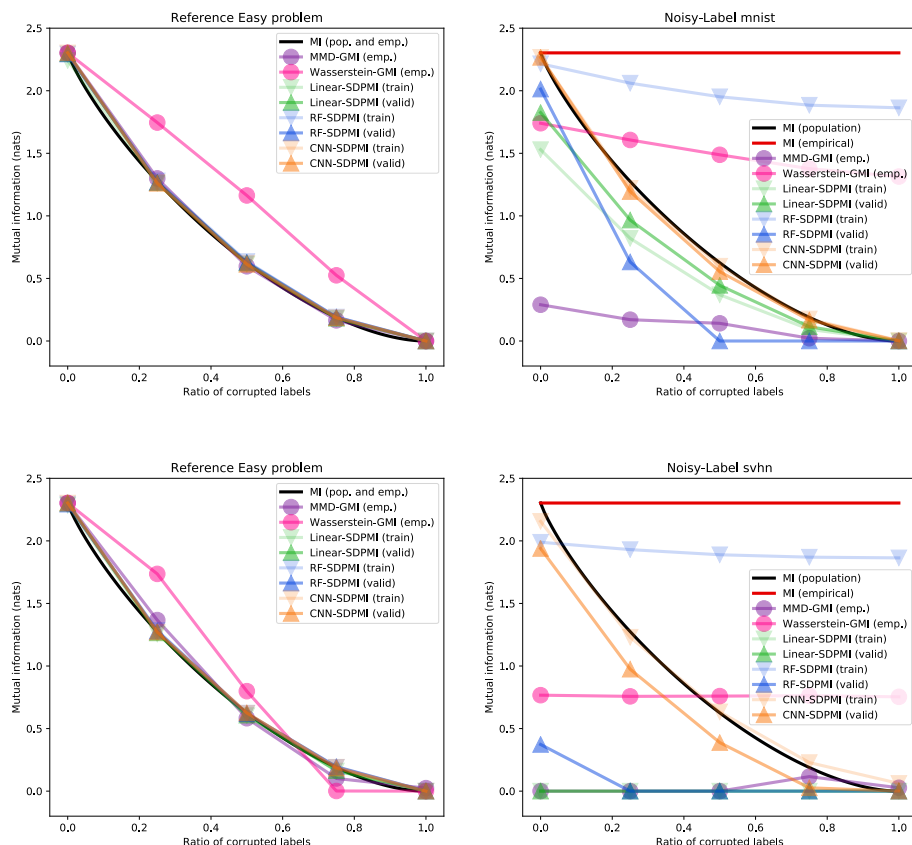 Reference Easy problem
Mutual information (nats)
2.5
2.0
1.5
1.0
0.5
0.0
MI (pop. and emp.)
MMD-GMI (emp.)
Wasserstein-GMI (emp.)
Linear-SDPMI (train)
Linear-SDPMI (valid)
RF-SDPMI (train)
RF-SDPMI (valid)
CNN-SDPMI (train)
CNN-SDPMI (valid)
0.0 0.2 0.4 0.6 0.8 1.0
Ratio of corrupted labels
Noisy-Label mnist
Mutual information (nats)
2.5
2.0
1.5
1.0
0.5
0.0
MI (population)
MI (empirical)
MMD-GMI (emp.)
Wasserstein-GMI (emp.)
Linear-SDPMI (train)
Linear-SDPMI (valid)
RF-SDPMI (train)
RF-SDPMI (valid)
CNN-SDPMI (train)
CNN-SDPMI (valid)
0.0 0.2 0.4 0.6 0.8 1.0
Ratio of corrupted labels
Reference Easy problem
Mutual information (nats)
2.5
2.0
1.5
1.0
0.5
0.0
MI (pop. and emp.)
MMD-GMI (emp.)
Wasserstein-GMI (emp.)
Linear-SDPMI (train)
Linear-SDPMI (valid)
RF-SDPMI (train)
RF-SDPMI (valid)
CNN-SDPMI (train)
CNN-SDPMI (valid)
0.0 0.2 0.4 0.6 0.8 1.0
Ratio of corrupted labels
Noisy-Label svhn
Mutual information (nats)
2.5
2.0
1.5
1.0
0.5
0.0
MI (population)
MI (empirical)
MMD-GMI (emp.)
Wasserstein-GMI (emp.)
Linear-SDPMI (train)
Linear-SDPMI (valid)
RF-SDPMI (train)
RF-SDPMI (valid)
CNN-SDPMI (train)
CNN-SDPMI (valid)
0.0 0.2 0.4 0.6 0.8 1.0
Ratio of corrupted labels